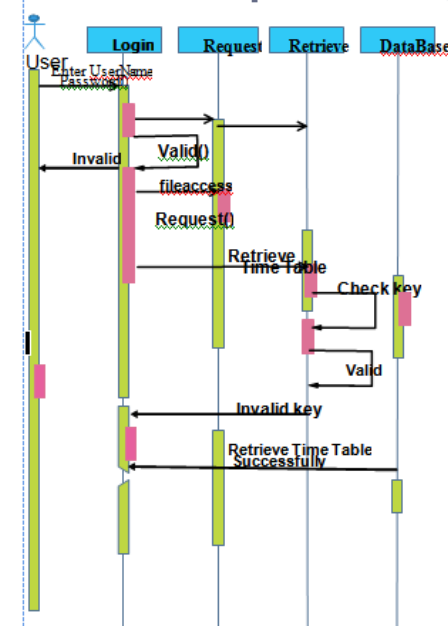 Login
Request
Retrieve
DataBase
User
Enter UserName
Password()
Valid()
Invalid
fileaccess
Request()
Retrieve
Time Table
Check key
Valid
Invalid key
Retrieve Time Table
Successfully